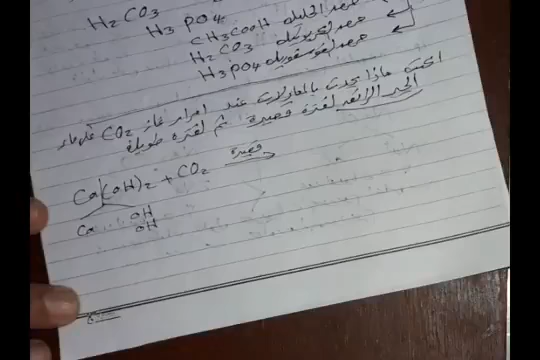 H2CO3
H3PO4
CH3COOH حمض الخليك
H2CO3 حمض الكربونيك
H3PO4 حمض الفوسفوريك
اكتب ماذا يحدث بالمعادلات عند امرار غاز CO2 على ماء
الجير الرائق لفترة قصيرة ثم لفترة طويلة
Ca(OH)2 + CO2 قصيرة
Ca OH
OH